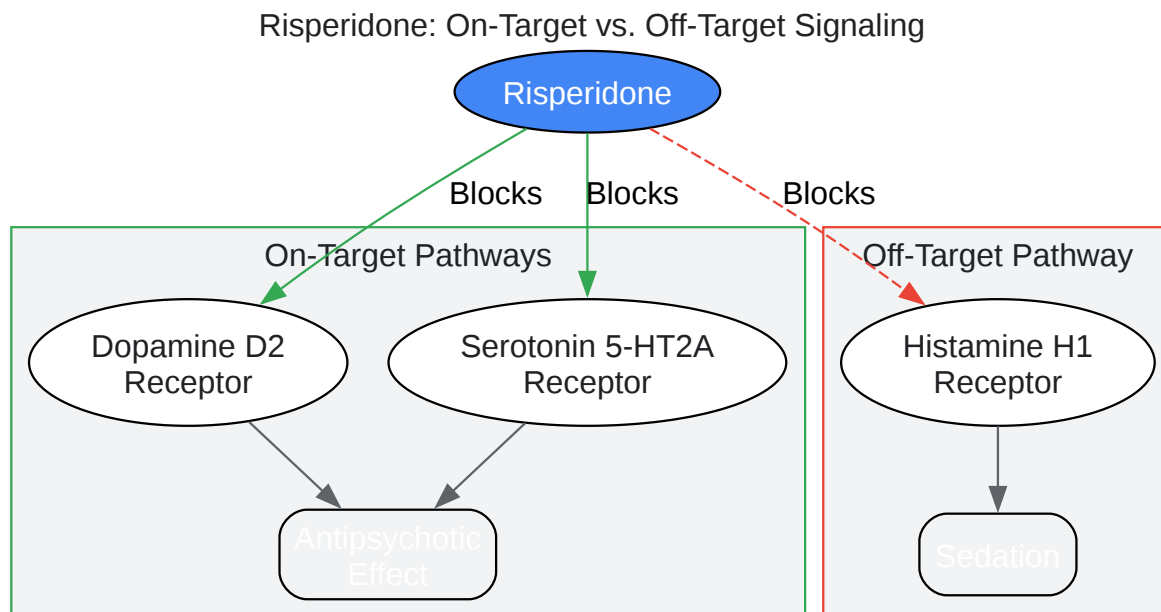 Risperidone: On-Target vs. Off-Target Signaling
Risperidone
Blocks
Blocks
Blocks
On-Target Pathways
Off-Target Pathway
Dopamine D2
Receptor
Serotonin 5-HT2A
Receptor
Histamine H1
Receptor
Antipsychotic
Effect
Sedation